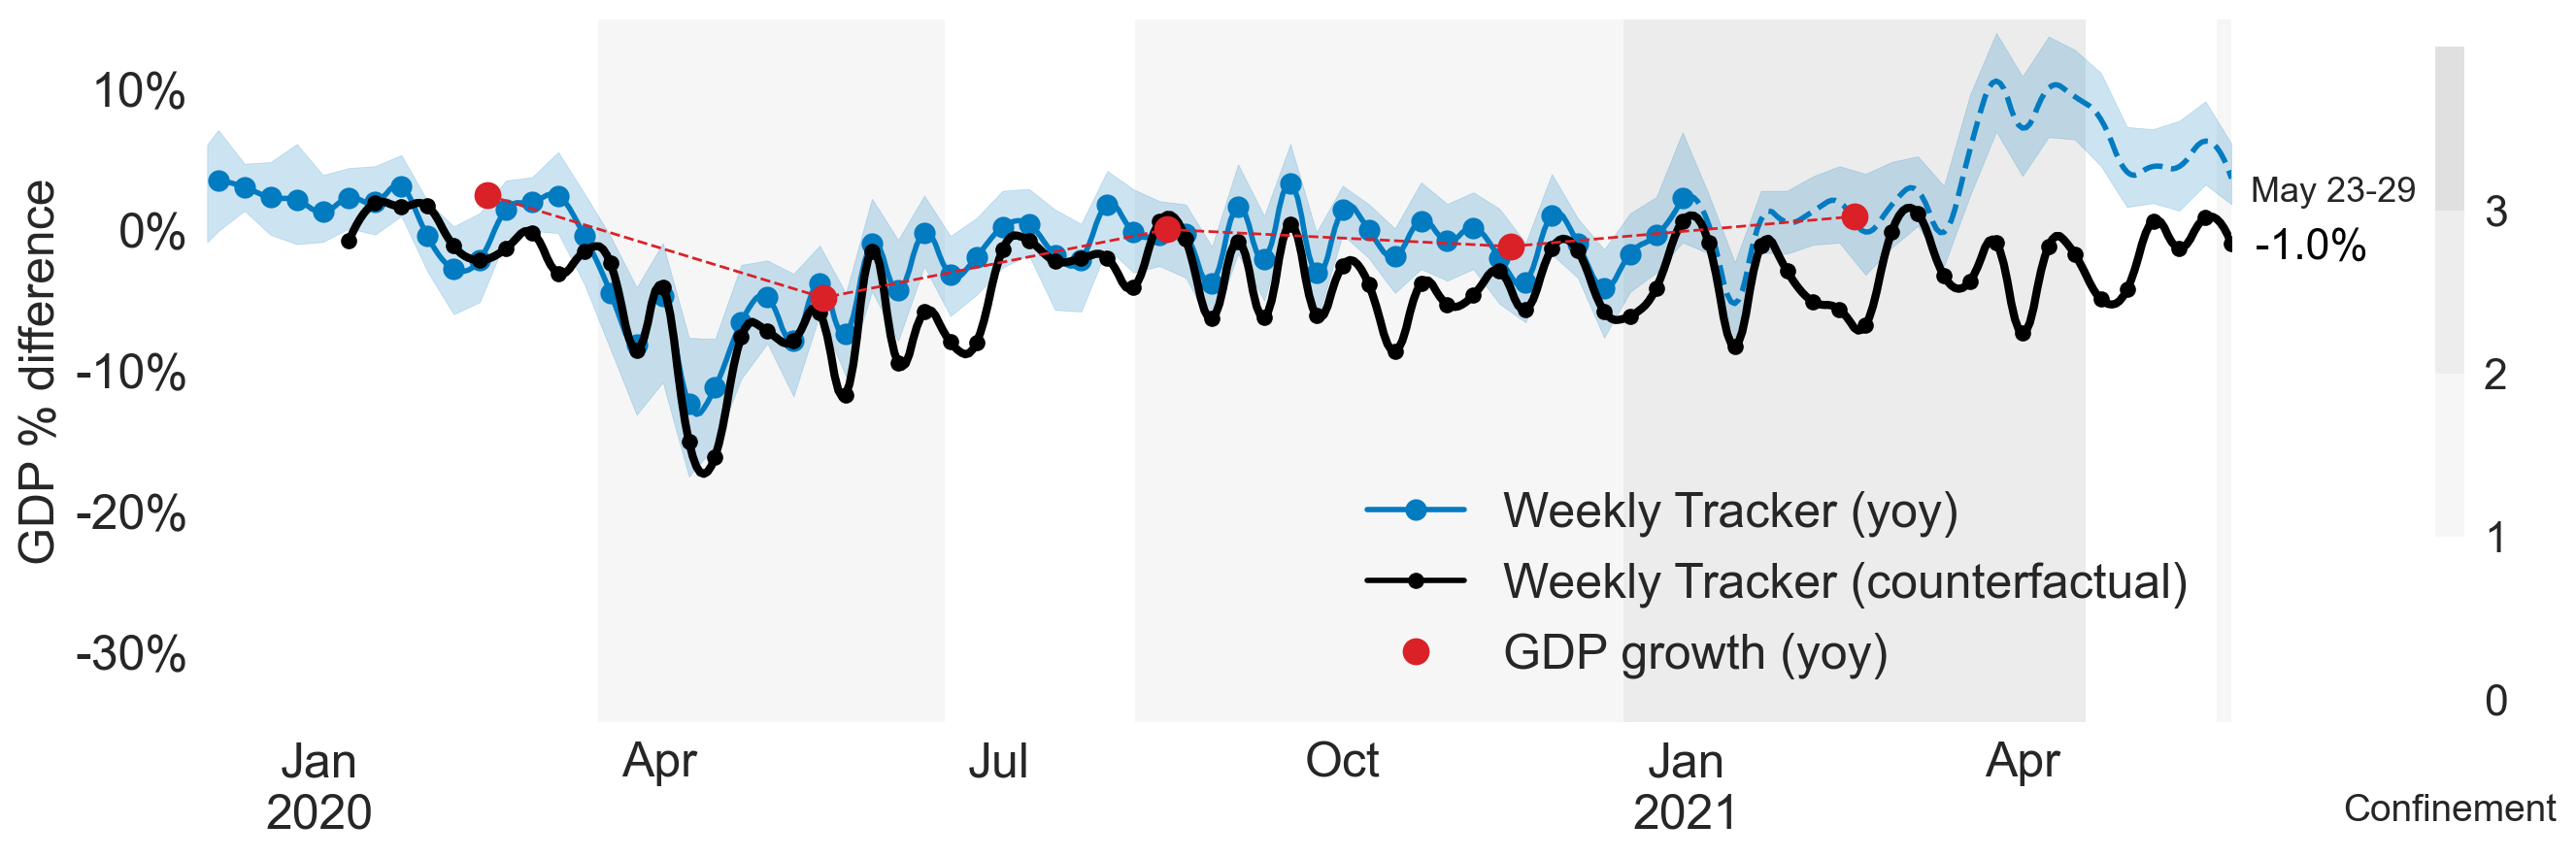 GDP % difference
10%
0%
-10%
-20%
-30%
May 23-29
-1.0%
Weekly Tracker (yoy)
Weekly Tracker (counterfactual)
GDP growth (yoy)
Jan
2020
Apr
Jul
Oct
Jan
2021
Apr
3
2
1
0
Confinement